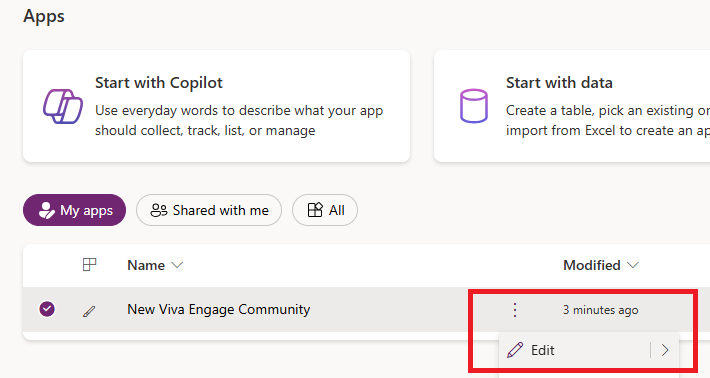 Apps
Start with Copilot
Use everyday words to describe what your app
should collect, track, list, or manage
Start with data
Create a table, pick an existing
import from Excel to create an
My apps
Shared with me
All
Name
Modified
New Viva Engage Community
3 minutes ago
Edit